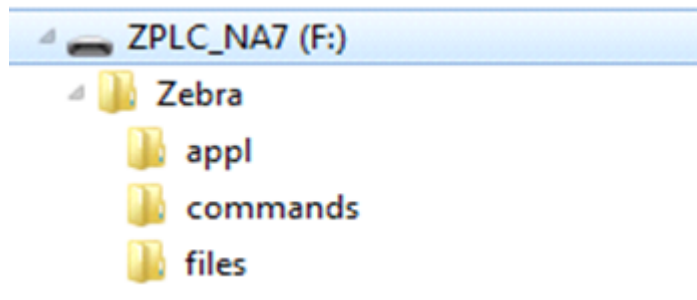 ZPLC_NA7 (F:)
Zebra
appl
commands
files